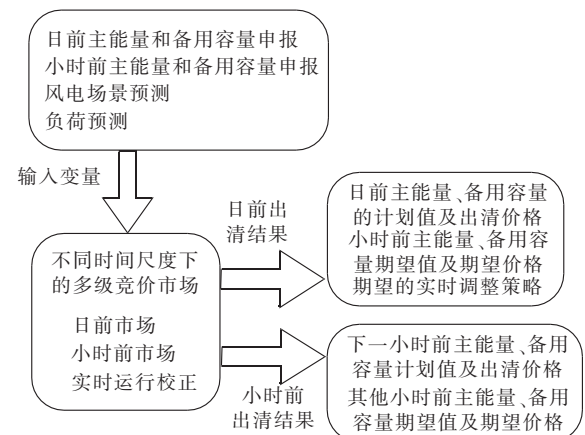 日前主能量和备用容量申报
小时前主能量和备用容量申报
风电场景预测
负荷预测
输入变量
不同时间尺度下
的多级竞价市场
日前市场
小时前市场
实时运行校正
日前出
清结果
日前主能量、备用容量
的计划值及出清价格
小时前主能量、备用容
量期望值及期望价格
期望的实时调整策略
小时前
出清结果
下一小时前主能量、备用
容量计划值及出清价格
其他小时前主能量、备用
容量期望值及期望价格